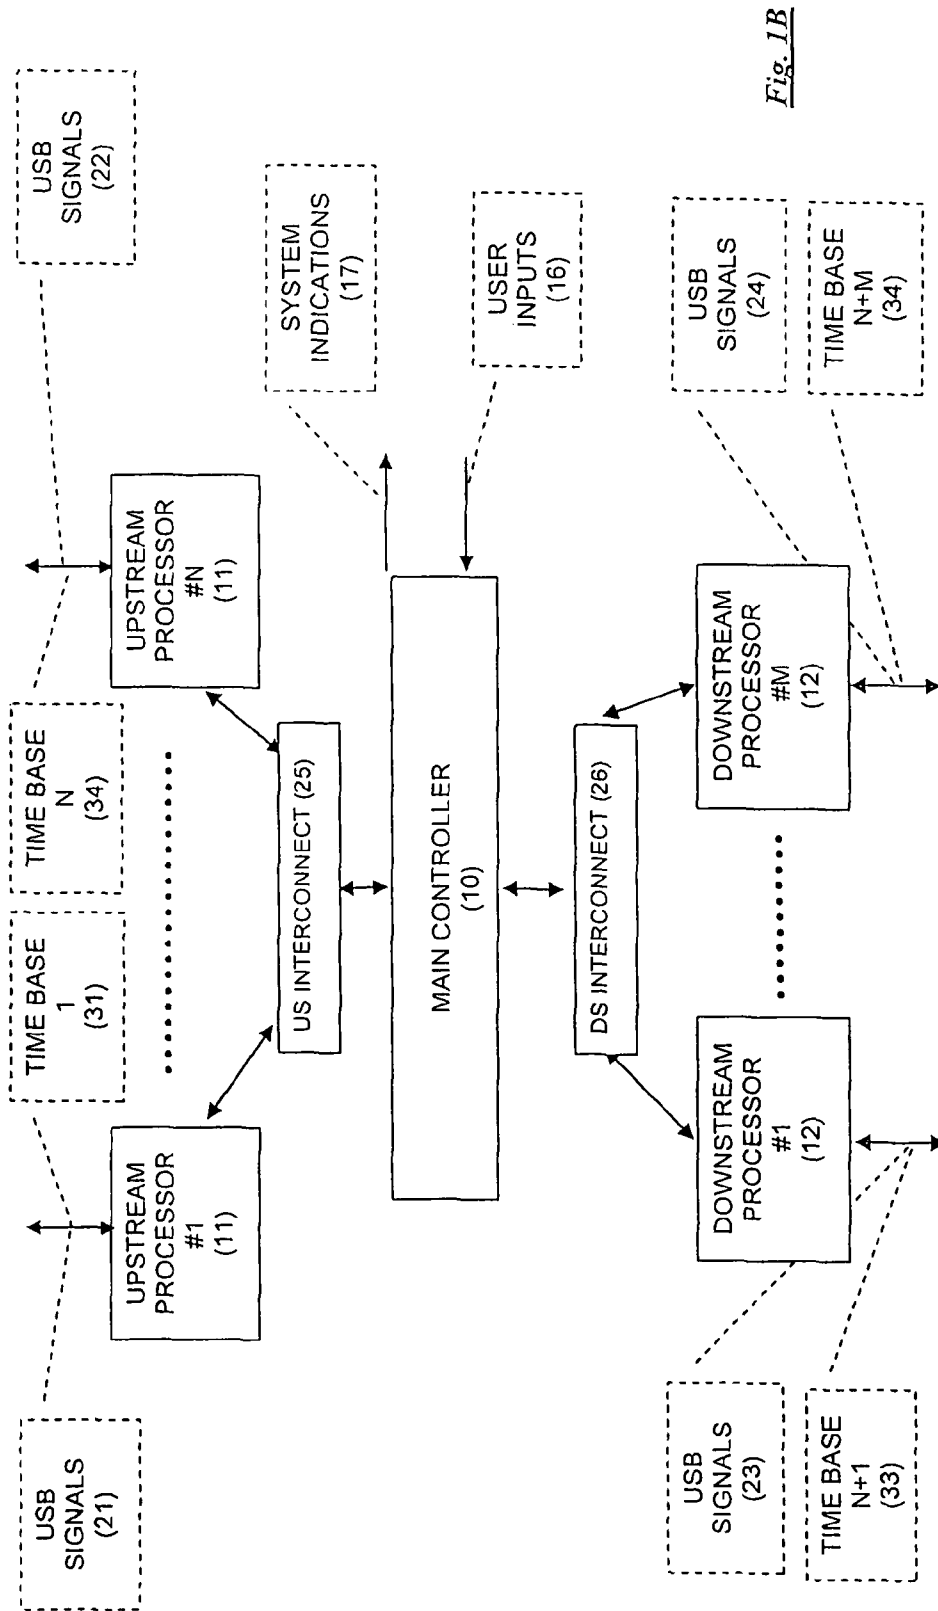 USB
SIGNALS
(21)
TIME BASE
1
(31)
TIME BASE
N
(34)
USB
SIGNALS
(22)
UPSTREAM
PROCESSOR
#1
(11)
UPSTREAM
PROCESSOR
#N
(11)
US INTERCONNECT (25)
SYSTEM
INDICATIONS
(17)
MAIN CONTROLLER
(10)
USER
INPUTS
(16)
DS INTERCONNECT (26)
USB
SIGNALS
(23)
DOWNSTREAM
PROCESSOR
#1
(12)
DOWNSTREAM
PROCESSOR
#M
(12)
USB
SIGNALS
(24)
TIME BASE
N+1
(33)
TIME BASE
N+M
(34)
Fig. 1B